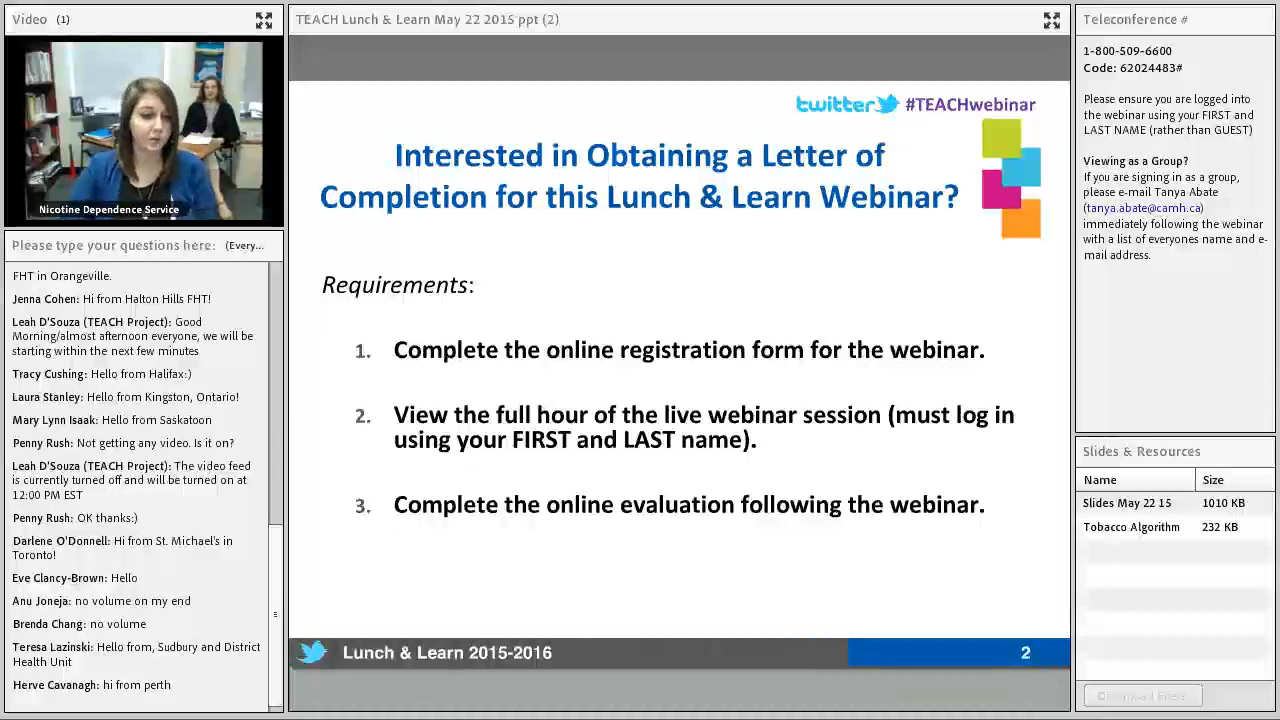 Video (1)
Nicotine Dependence Service
Please type your questions here: (Every...
FHT in Orangeville.
Jenna Cohen: Hi from Halton Hills FHT!
Leah D'Souza (TEACH Project): Good
Morning/almost afternoon everyone, we will be
starting within the next few minutes
Tracy Cushing: Hello from Halifax:)
Laura Stanley: Hello from Kingston, Ontario!
Mary Lynn Isaak: Hello from Saskatoon
Penny Rush: Not getting any video. Is it on?
Leah D'Souza (TEACH Project): The video feed
is currently turned off and will be turned on at
12:00 PM EST
Penny Rush: OK thanks:)
Darlene O'Donnell: Hi from St. Michael's in
Toronto!
Eve Clancy-Brown: Hello
Anu Joneja: no volume on my end
Brenda Chang: no volume
Teresa Lazinski: Hello from, Sudbury and District
Health Unit
Herve Cavanagh: hi from perth
TEACH Lunch & Learn May 22 2015 ppt (2)
twitter #TEACHwebinar
Interested in Obtaining a Letter of
Completion for this Lunch & Learn Webinar?
Requirements:
1. Complete the online registration form for the webinar.
2. View the full hour of the live webinar session (must log in
using your FIRST and LAST name).
3. Complete the online evaluation following the webinar.
Lunch & Learn 2015-2016
2
Teleconference #
1-800-509-6600
Code: 62024483#
Please ensure you are logged into
the webinar using your FIRST and
LAST NAME (rather than GUEST)
Viewing as a Group?
If you are signing in as a group,
please e-mail Tanya Abate
(tanya.abate@camh.ca)
immediately following the webinar
with a list of everyones name and e-
mail address.
Slides & Resources
Name Size
Slides May 22 15 1010 KB
Tobacco Algorithm 232 KB